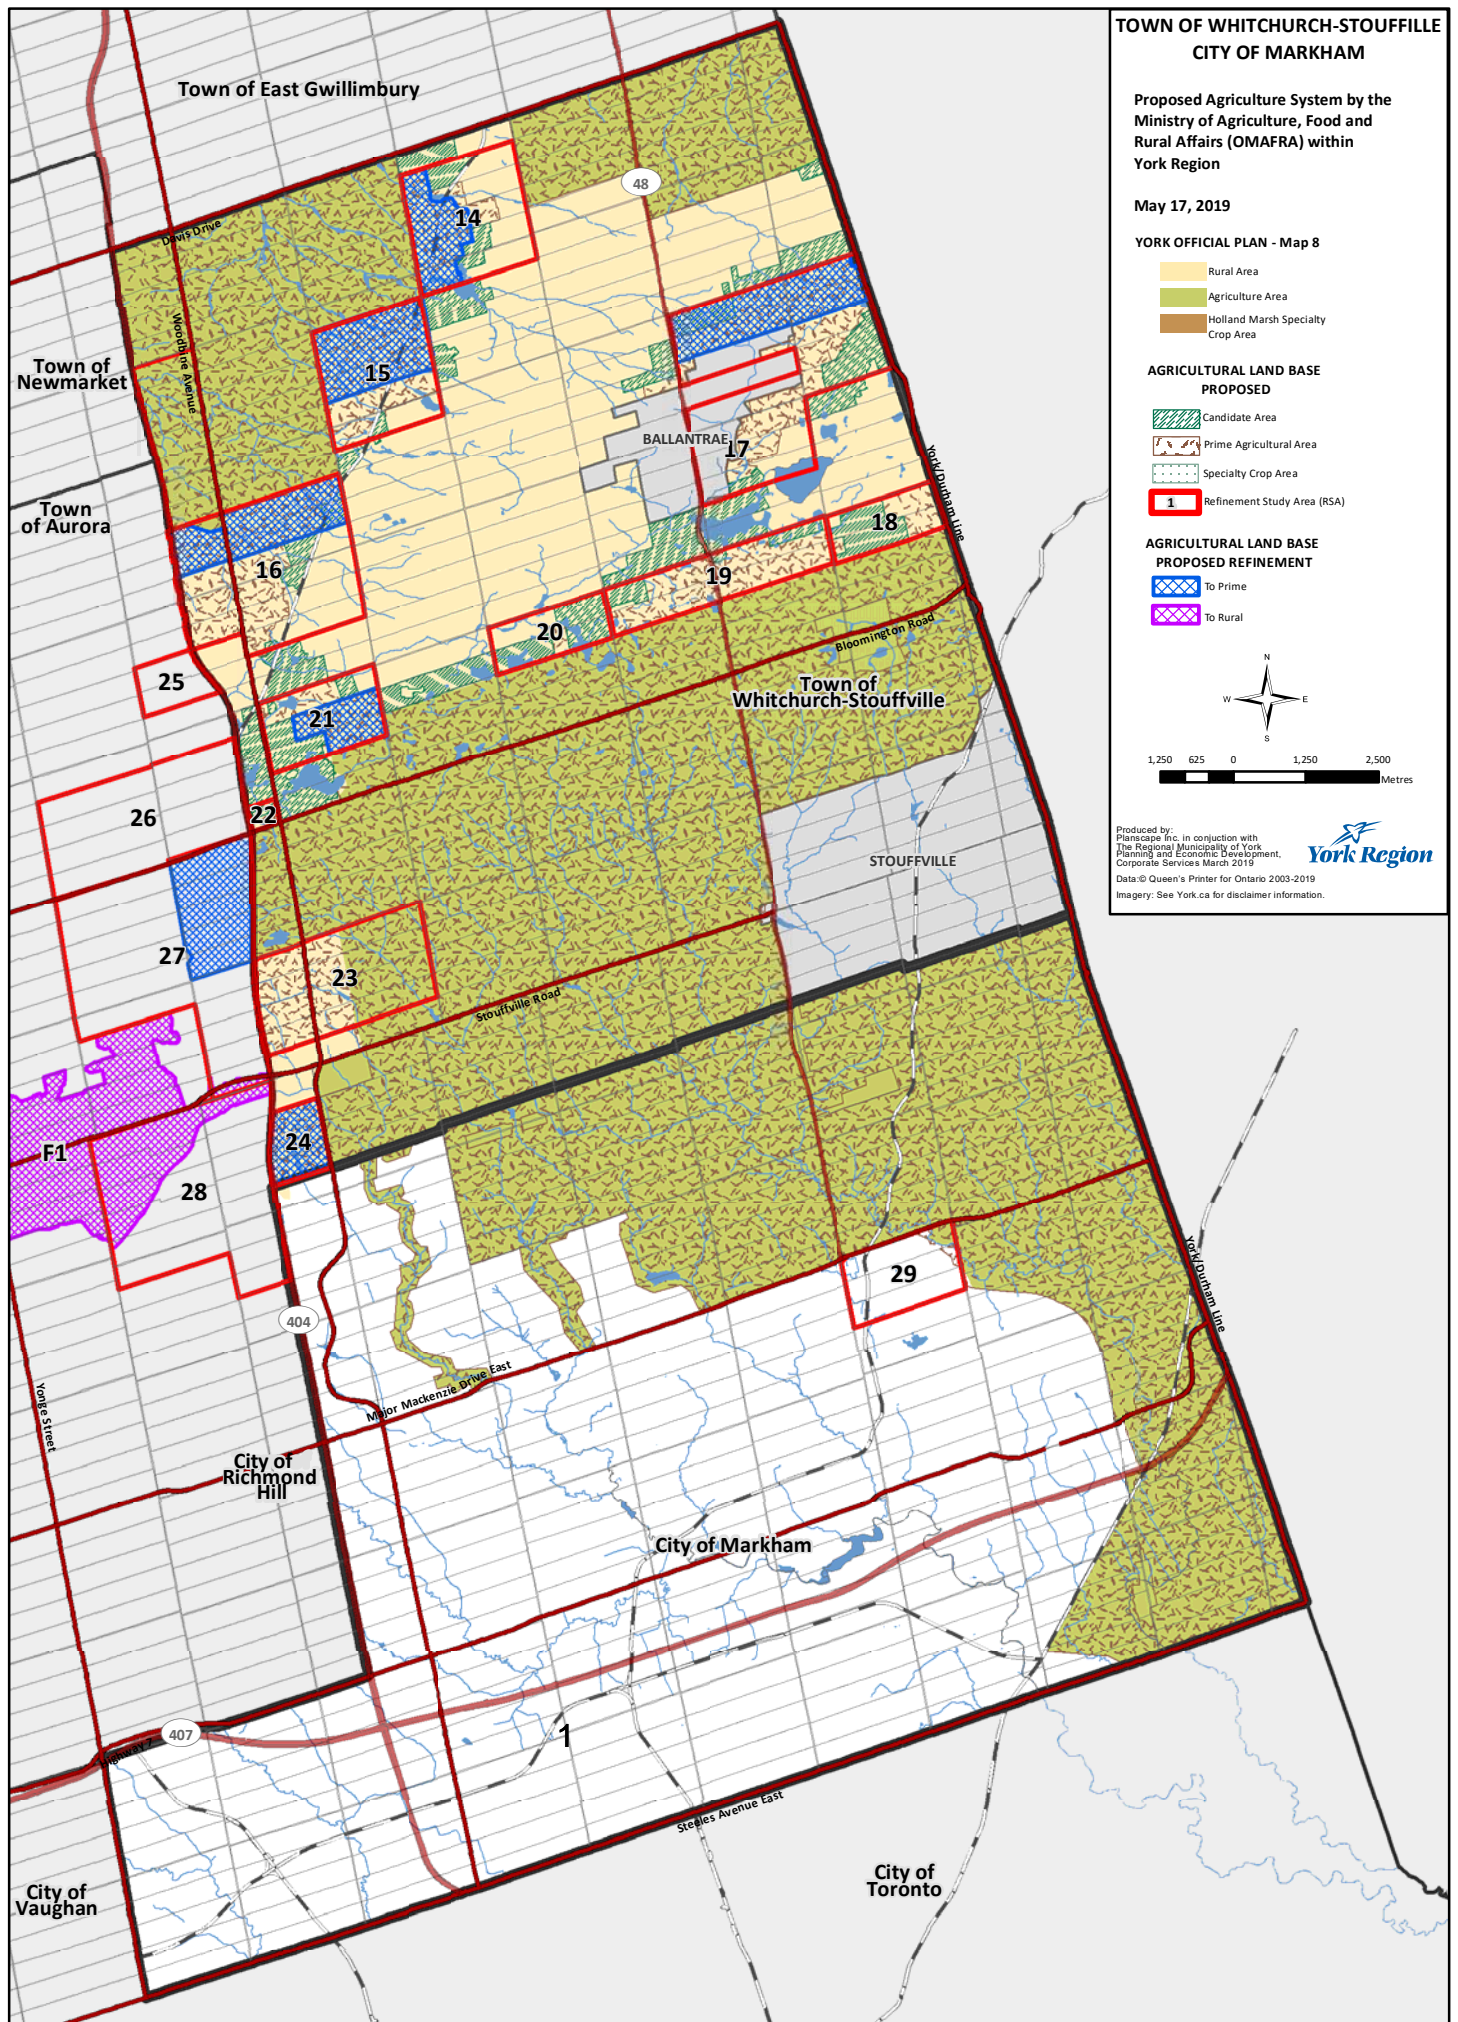 TOWN OF WHITCHURCH-STOUFFILLE
CITY OF MARKHAM
Proposed Agriculture System by the
Ministry of Agriculture, Food and
Rural Affairs (OMAFRA) within
York Region
May 17, 2019
YORK OFFICIAL PLAN - Map 8
Rural Area
Agriculture Area
Holland Marsh Specialty
Crop Area
AGRICULTURAL LAND BASE
PROPOSED
Candidate Area
Prime Agricultural Area
Specialty Crop Area
1
Refinement Study Area (RSA)
AGRICULTURAL LAND BASE
PROPOSED REFINEMENT
To Prime
To Rural
N
W
E
S
1,250
625
0
1,250
2,500
Metres
Produced by:
Planscape Inc. in conjuction with
The Regional Municipality of York
Planning and Economic Development,
Corporate Services March 2019
York Region
Data:© Queen's Printer for Ontario 2003-2019
Imagery: See York.ca for disclaimer information.
Town of East Gwillimbury
48
14
Davis Drive
Woodbine Avenue
Town of
Newmarket
15
BALLANTRAE
17
York/Durham Line
Town
of Aurora
18
16
19
20
Bloomington Road
25
Town of
Whitchurch-Stouffville
21
26
22
STOUFFVILLE
27
23
Stouffville Road
24
F1
28
29
York/Durham Line
404
Major Mackenzie Drive East
Yonge Street
City of
Richmond
Hill
City of Markham
1
407
Highway 7
Steeles Avenue East
City of
Toronto
City of
Vaughan